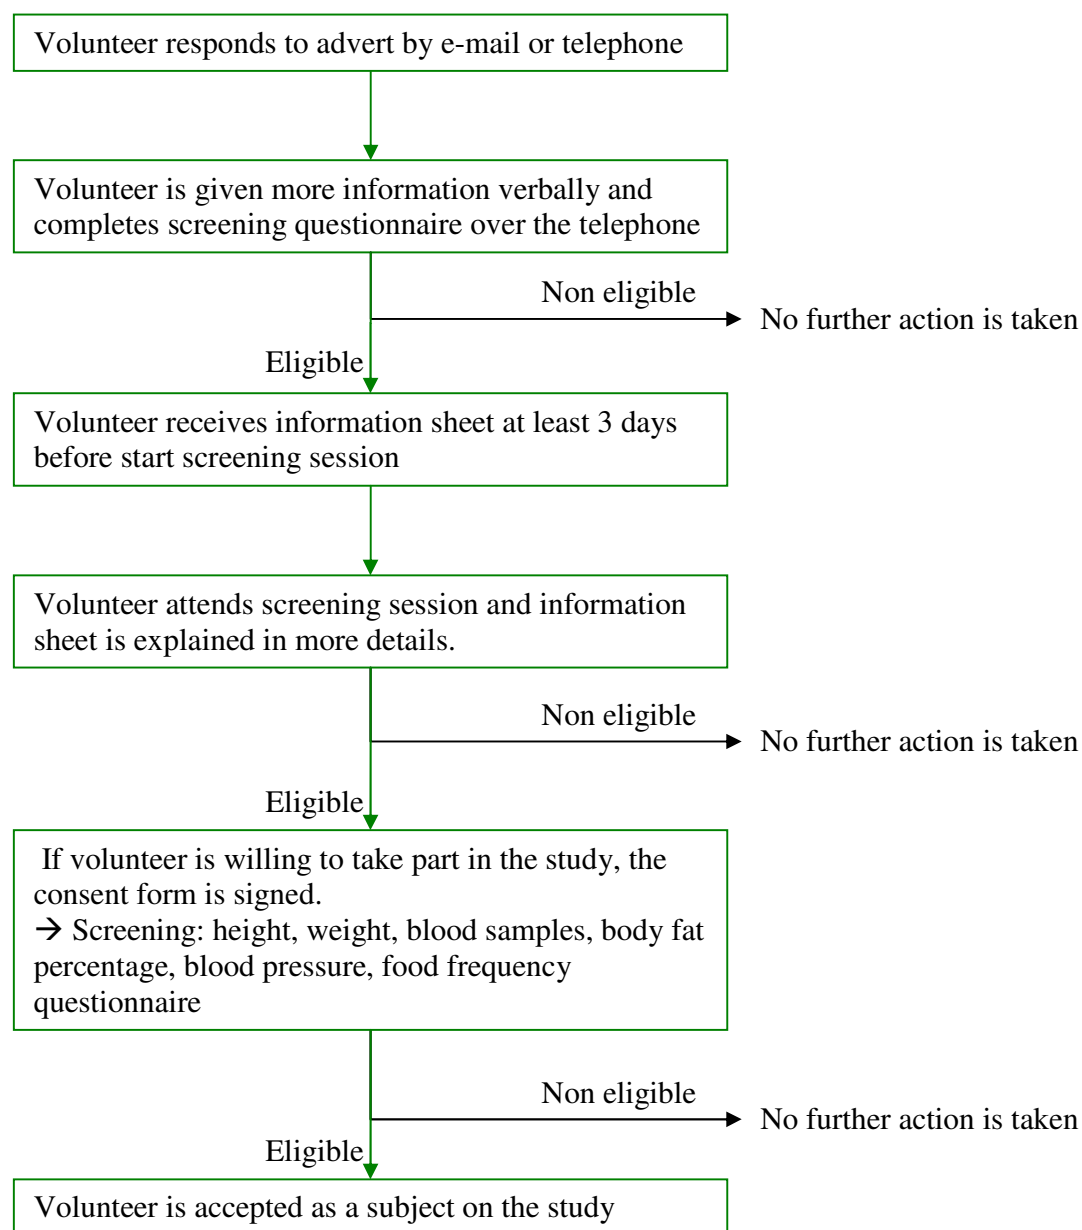 Volunteer responds to advert by e-mail or telephone
Volunteer is given more information verbally and
completes screening questionnaire over the telephone
Non eligible
No further action is taken
Eligible
Volunteer receives information sheet at least 3 days
before start screening session
Volunteer attends screening session and information
sheet is explained in more details.
Non eligible
No further action is taken
Eligible
If volunteer is willing to take part in the study, the
consent form is signed.
→ Screening: height, weight, blood samples, body fat
percentage, blood pressure, food frequency
questionnaire
Non eligible
No further action is taken
Eligible
Volunteer is accepted as a subject on the study